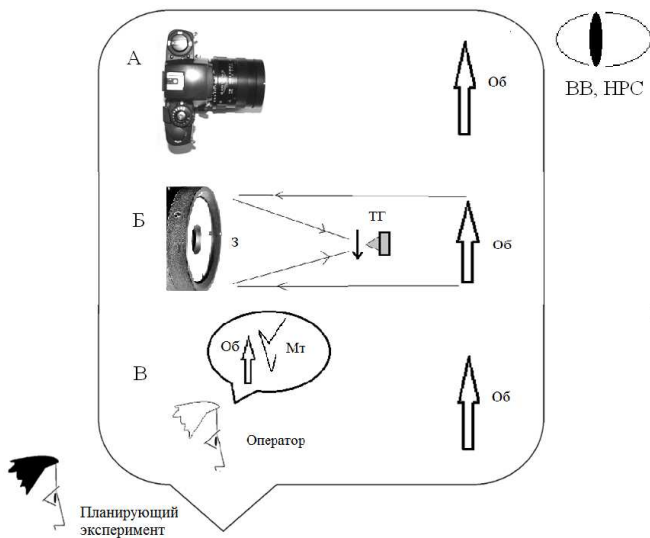 А
Об
ВВ, НРС
Б
З
ТГ
Об
В
Об
Мт
Об
Оператор
Планирующий
эксперимент